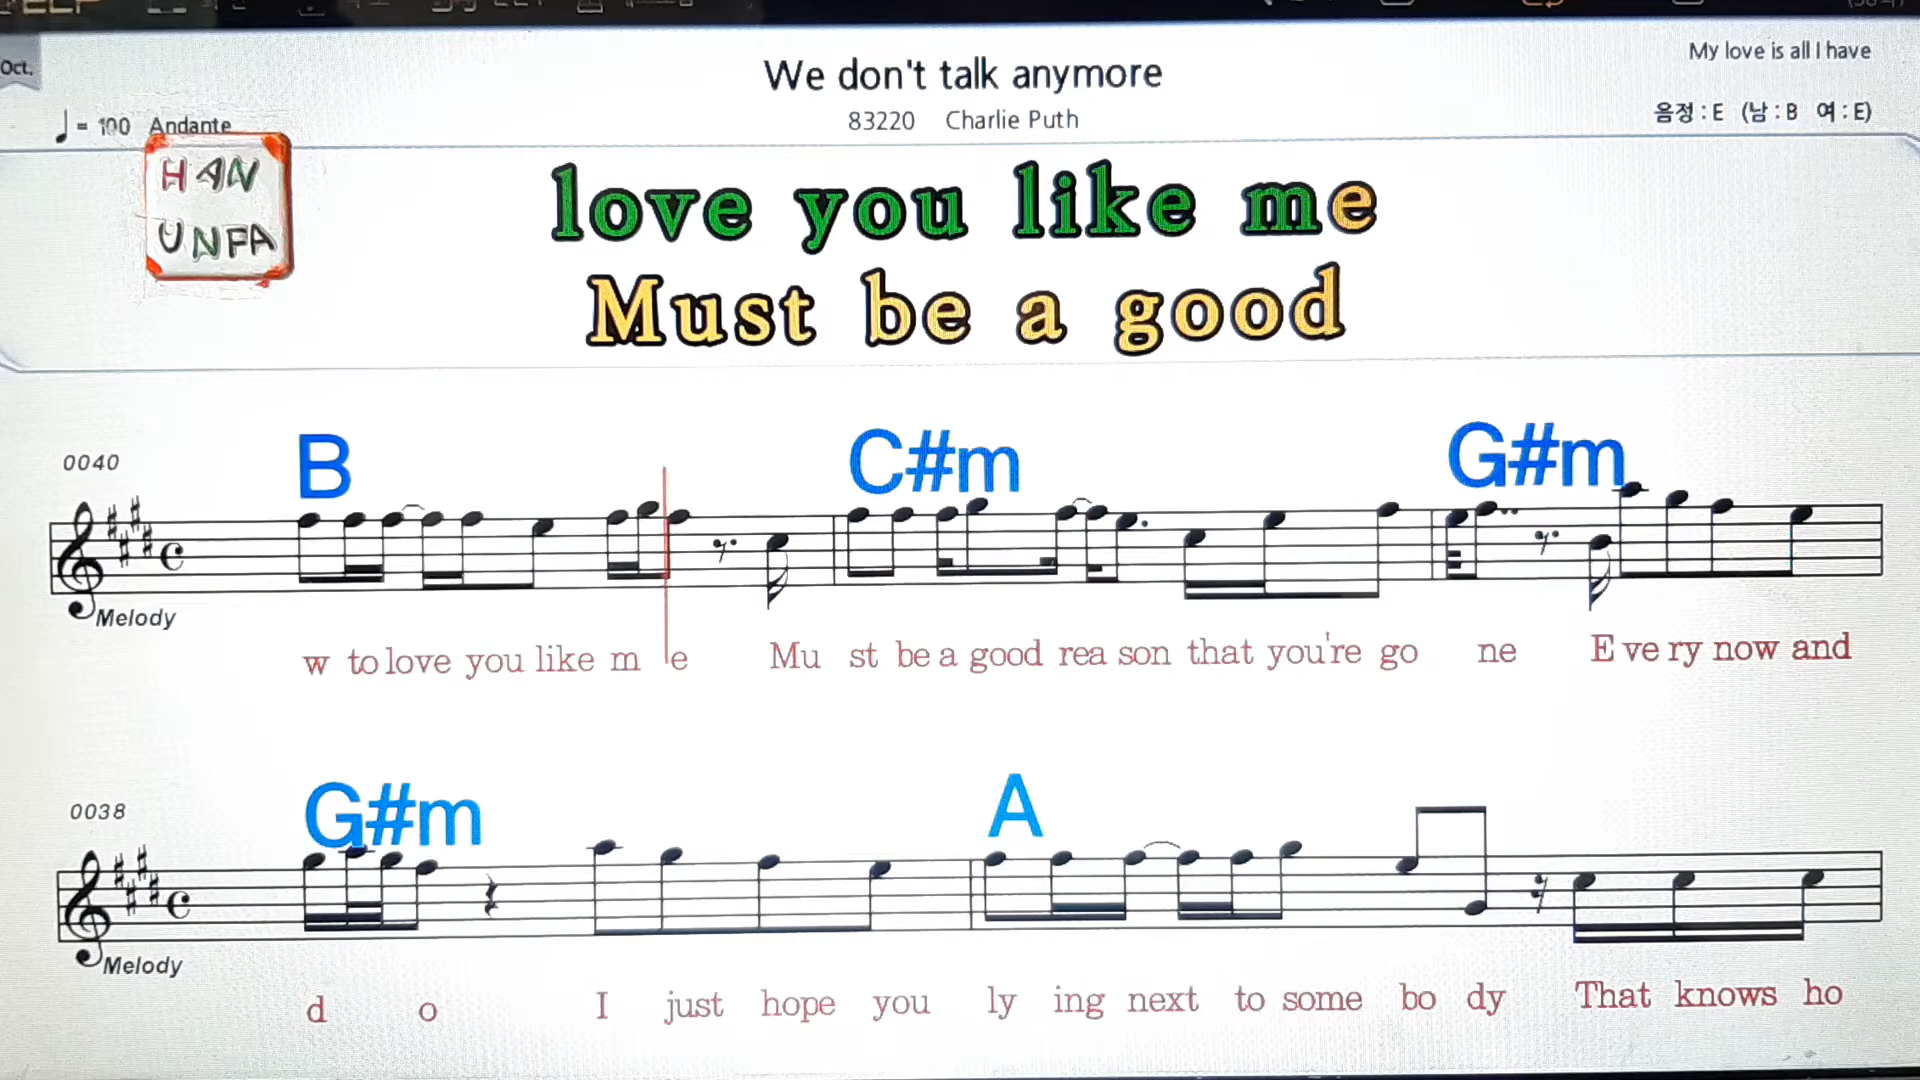 Oct.
We don't talk anymore
My love is all I have
83220 Charlie Puth
음정 : E (남 : B 여 : E)
♩ = 100 Andante
HAN
UNFA
love you like me
Must be a good
0040
B C#m G#m
Melody
w to love you like m e Mu st be a good rea son that you're go ne E ve ry now and
0038
G#m A
Melody
d o I just hope you ly ing next to some bo dy That knows ho